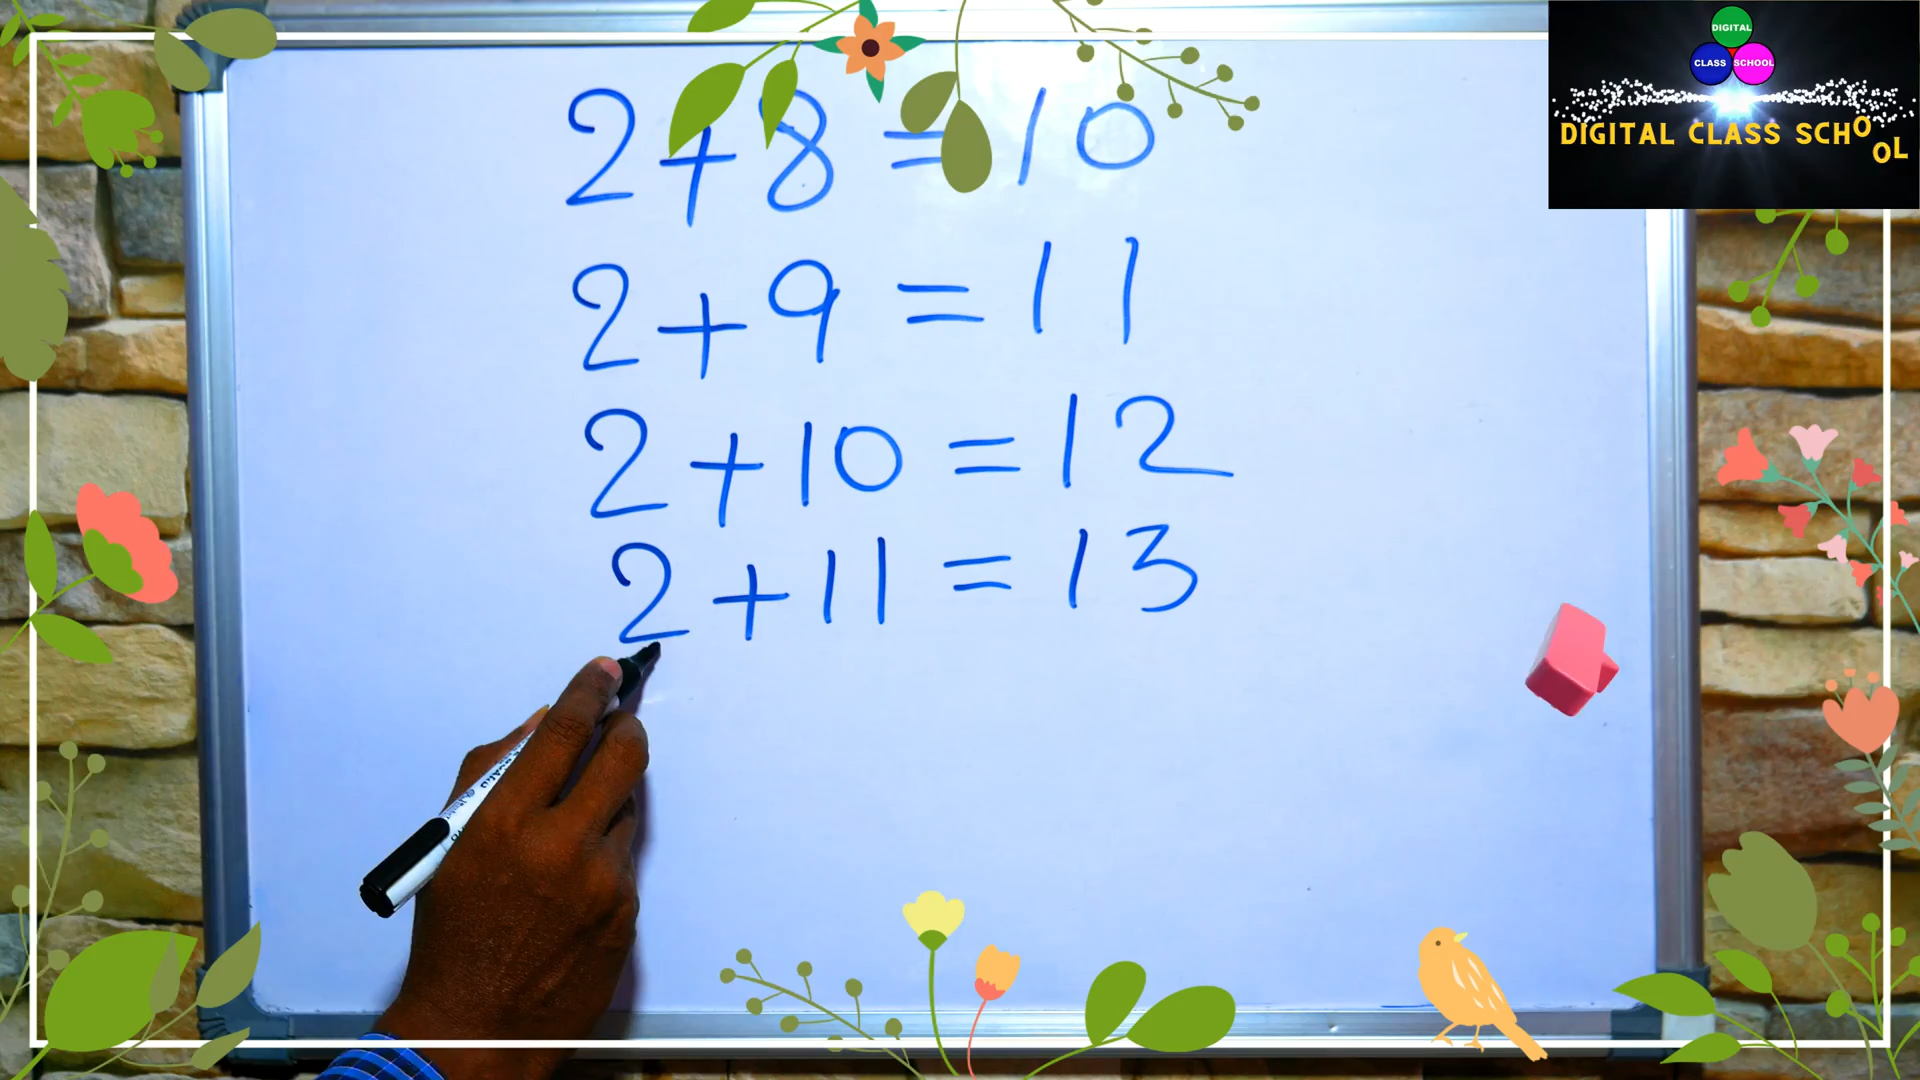 DIGITAL
CLASS SCHOOL
DIGITAL CLASS SCHOOL
2+8=10
2+9=11
2+10=12
2+11=13